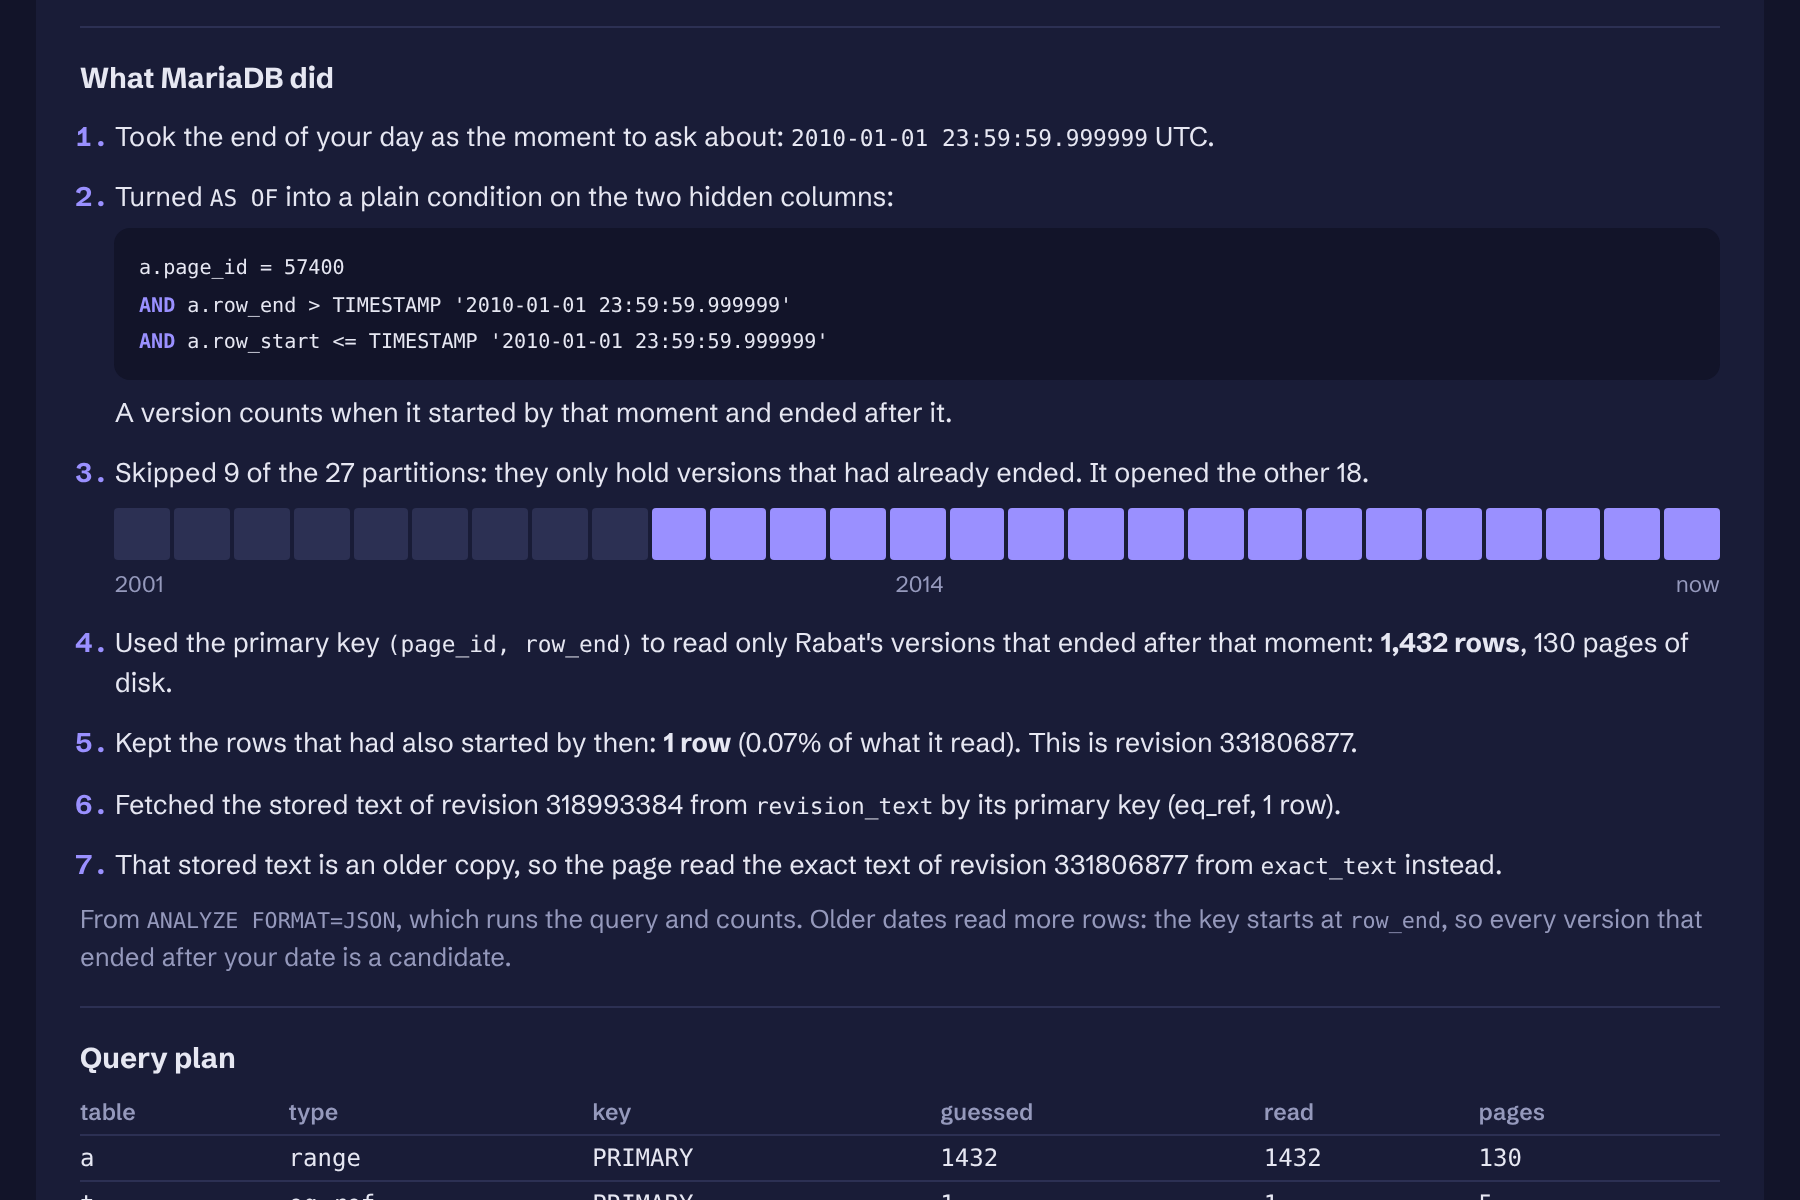 What MariaDB did
1. Took the end of your day as the moment to ask about: 2010-01-01 23:59:59.999999 UTC.
2. Turned AS OF into a plain condition on the two hidden columns:
a.page_id = 57400
AND a.row_end > TIMESTAMP '2010-01-01 23:59:59.999999'
AND a.row_start <= TIMESTAMP '2010-01-01 23:59:59.999999'
A version counts when it started by that moment and ended after it.
3. Skipped 9 of the 27 partitions: they only hold versions that had already ended. It opened the other 18.
2001 2014 now
4. Used the primary key (page_id, row_end) to read only Rabat's versions that ended after that moment: 1,432 rows, 130 pages of
disk.
5. Kept the rows that had also started by then: 1 row (0.07% of what it read). This is revision 331806877.
6. Fetched the stored text of revision 318993384 from revision_text by its primary key (eq_ref, 1 row).
7. That stored text is an older copy, so the page read the exact text of revision 331806877 from exact_text instead.
From ANALYZE FORMAT=JSON, which runs the query and counts. Older dates read more rows: the key starts at row_end, so every version that
ended after your date is a candidate.
Query plan
table type key guessed read pages
a range PRIMARY 1432 1432 130